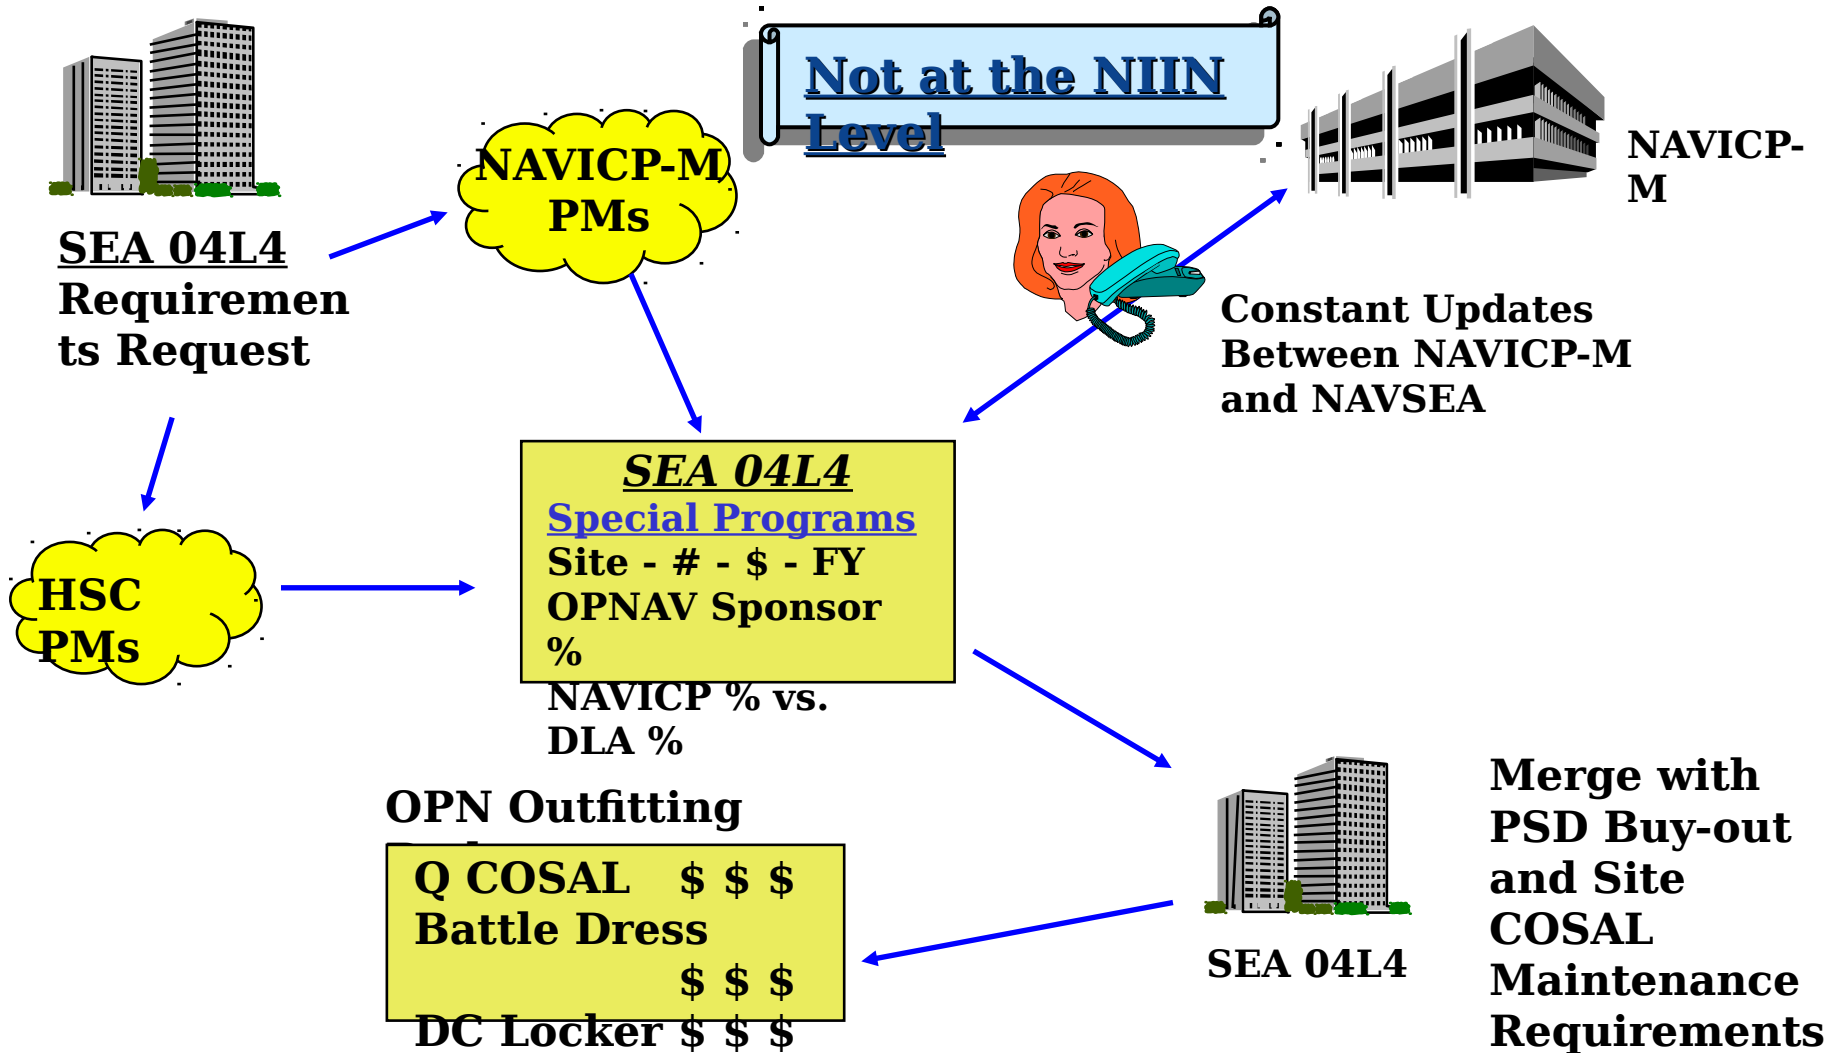 Not at the NIIN
Level
NAVICP-
M
NAVICP-M
PMs
SEA 04L4
Requiremen
ts Request
Constant Updates
Between NAVICP-M
and NAVSEA
SEA 04L4
Special Programs
Site - # - $ - FY
OPNAV Sponsor
%
NAVICP % vs.
DLA %
HSC
PMs
OPN Outfitting
Q COSAL $ $ $
Battle Dress
$ $ $
DC Locker $ $ $
SEA 04L4
Merge with
PSD Buy-out
and Site
COSAL
Maintenance
Requirements